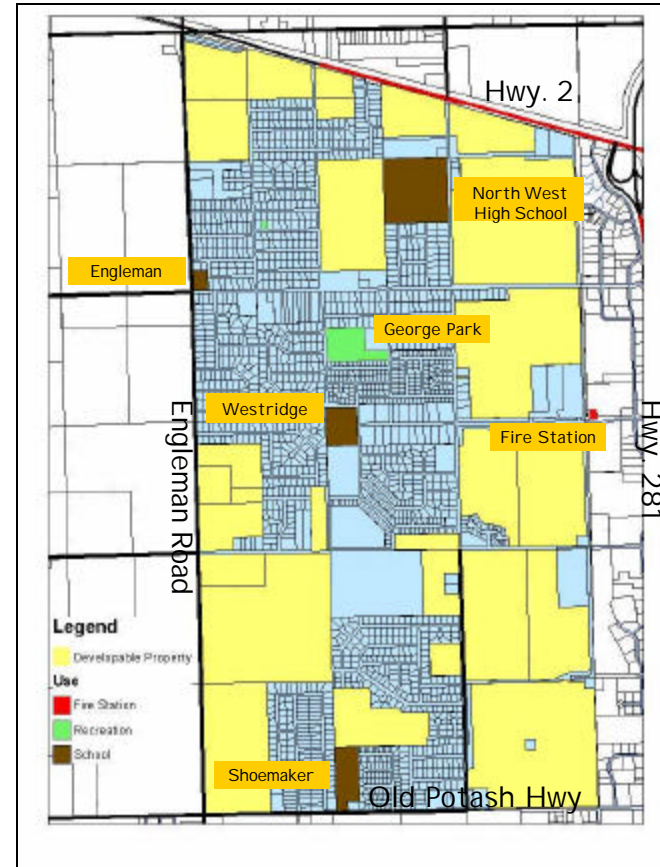 Hwy. 2
North West
High School
Engleman
George Park
Westridge
Fire Station
Engleman Road
Hwy. 281
Legend
Developable Property
Use
Fire Station
Recreation
School
Shoemaker
Old Potash Hwy